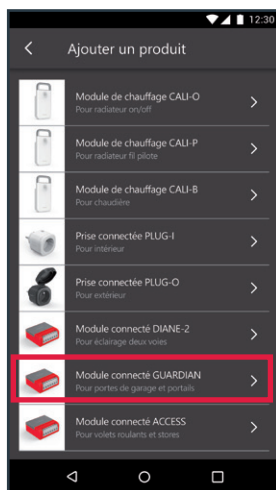 12:30
Ajouter un produit
Module de chauffage CALI-O
Pour radiateur on/off
Module de chauffage CALI-P
Pour radiateur fil pilote
Module de chauffage CALI-B
Pour chaudière
Prise connectée PLUG-I
Pour intérieur
Prise connectée PLUG-O
Pour extérieur
Module connecté DIANE-2
Pour éclairage deux voies
Module connecté GUARDIAN
Pour portes de garage et portails
Module connecté ACCESS
Pour volets roulants et stores